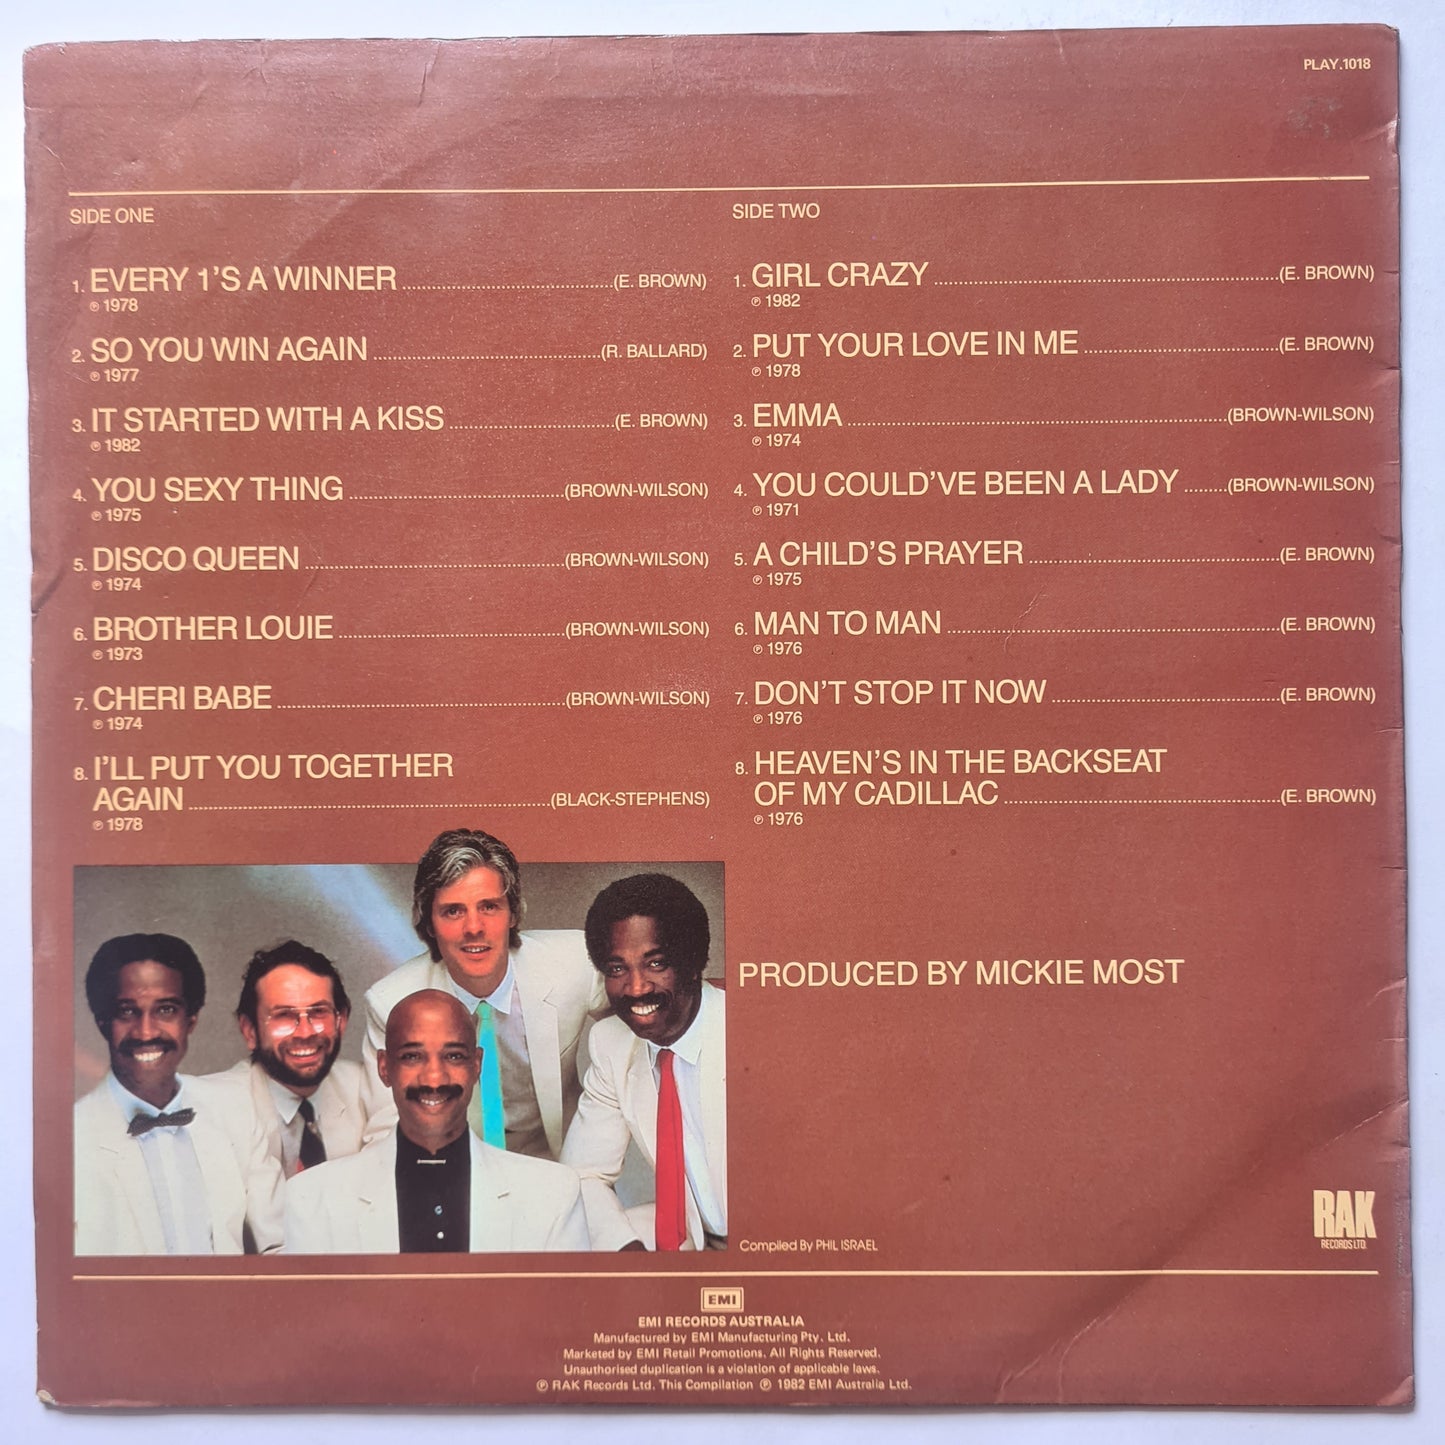 PLAY.1018
SIDE ONE
1. EVERY 1'S A WINNER ........................................ (E. BROWN)
℗ 1978
2. SO YOU WIN AGAIN ........................................ (R. BALLARD)
℗ 1977
3. IT STARTED WITH A KISS ........................................ (E. BROWN)
℗ 1982
4. YOU SEXY THING ........................................ (BROWN-WILSON)
℗ 1975
5. DISCO QUEEN ........................................ (BROWN-WILSON)
℗ 1974
6. BROTHER LOUIE ........................................ (BROWN-WILSON)
℗ 1973
7. CHERI BABE ........................................ (BROWN-WILSON)
℗ 1974
8. I'LL PUT YOU TOGETHER
AGAIN ........................................ (BLACK-STEPHENS)
℗ 1978
SIDE TWO
1. GIRL CRAZY ........................................ (E. BROWN)
℗ 1982
2. PUT YOUR LOVE IN ME ........................................ (E. BROWN)
℗ 1978
3. EMMA ........................................ (BROWN-WILSON)
℗ 1974
4. YOU COULD'VE BEEN A LADY ........ (BROWN-WILSON)
℗ 1971
5. A CHILD'S PRAYER ........................................ (E. BROWN)
℗ 1975
6. MAN TO MAN ........................................ (E. BROWN)
℗ 1976
7. DON'T STOP IT NOW ........................................ (E. BROWN)
℗ 1976
8. HEAVEN'S IN THE BACKSEAT
OF MY CADILLAC ........................................ (E. BROWN)
℗ 1976
PRODUCED BY MICKIE MOST
Compiled By PHIL ISRAEL
RAK
RECORDS LTD.
EMI
EMI RECORDS AUSTRALIA
Manufactured by EMI Manufacturing Pty. Ltd.
Marketed by EMI Retail Promotions. All Rights Reserved.
Unauthorised duplication is a violation of applicable laws.
℗ RAK Records Ltd. This Compilation ℗ 1982 EMI Australia Ltd.